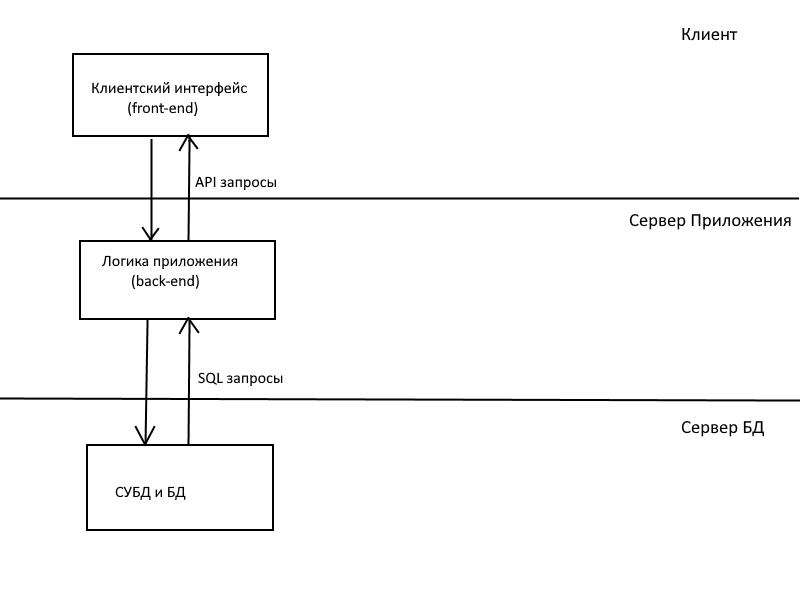 Клиент
Клиентский интерфейс
(front-end)
API запросы
Сервер Приложения
Логика приложения
(back-end)
SQL запросы
Сервер БД
СУБД и БД